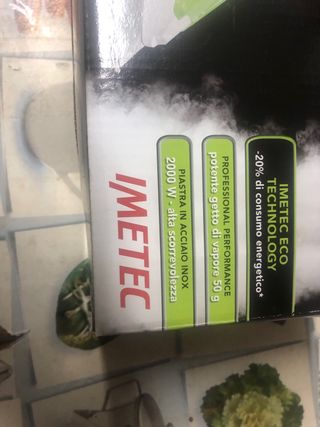 IMETEC ECO
TECHNOLOGY
-20% di consumo energetico*
PROFESSIONAL PERFORMANCE
potente getto di vapore 50 g
PIASTRA IN ACCIAIO INOX
2000 W - alta scorrevolezza
IMETEC